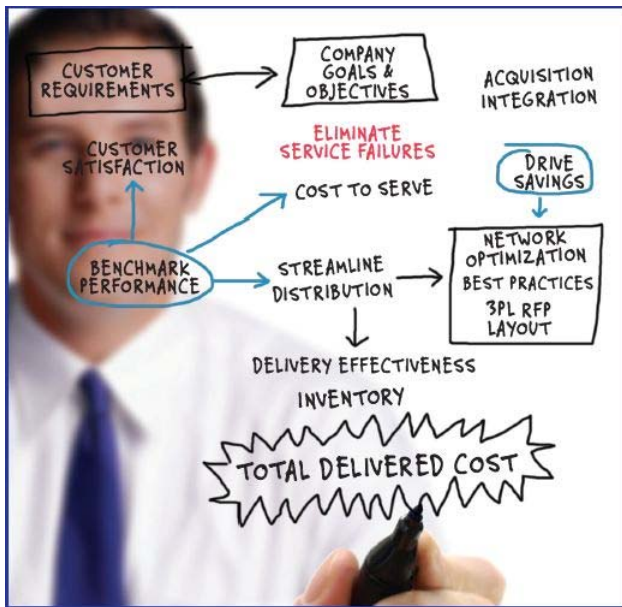 CUSTOMER
REQUIREMENTS
COMPANY
GOALS &
OBJECTIVES
ACQUISITION
INTEGRATION
CUSTOMER
SATISFACTION
ELIMINATE
SERVICE FAILURES
COST TO SERVE
DRIVE
SAVINGS
BENCHMARK
PERFORMANCE
STREAMLINE
DISTRIBUTION
NETWORK
OPTIMIZATION
BEST PRACTICES
3PL RFP
LAYOUT
DELIVERY EFFECTIVENESS
INVENTORY
TOTAL DELIVERED COST